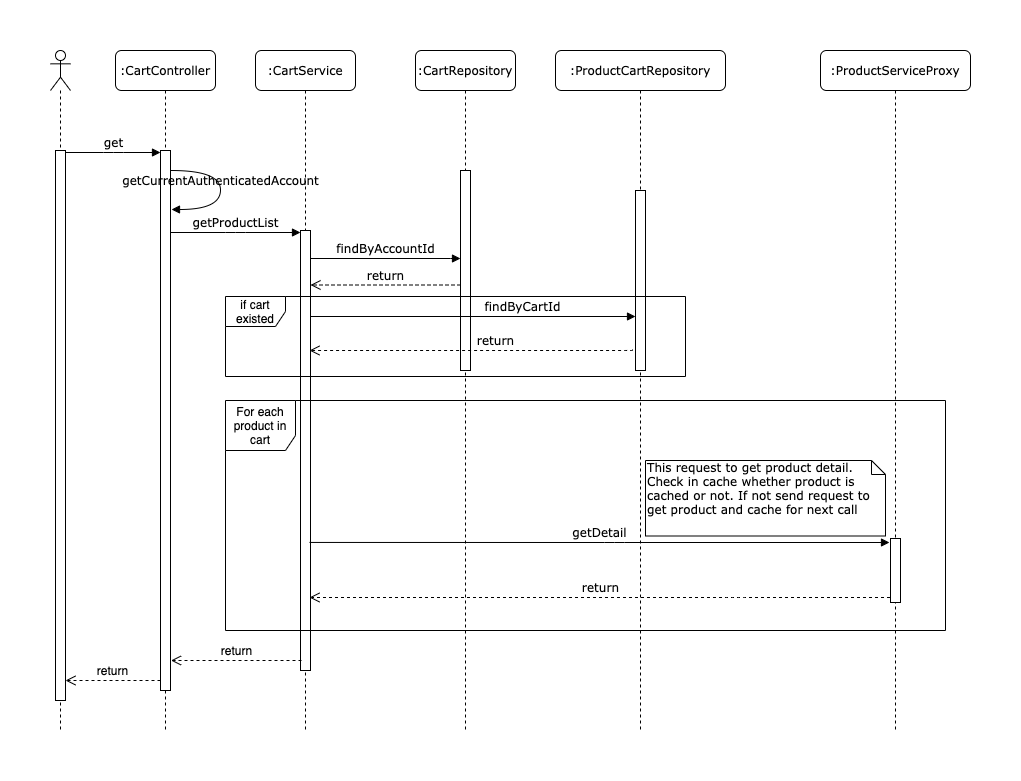 :CartController
:CartService
:CartRepository
:ProductCartRepository
:ProductServiceProxy
get
getCurrentAuthenticatedAccount
getProductList
findByAccountId
return
if cart
existed
findByCartId
return
For each
product in
cart
This request to get product detail.
Check in cache whether product is
cached or not. If not send request to
get product and cache for next call
getDetail
return
return
return